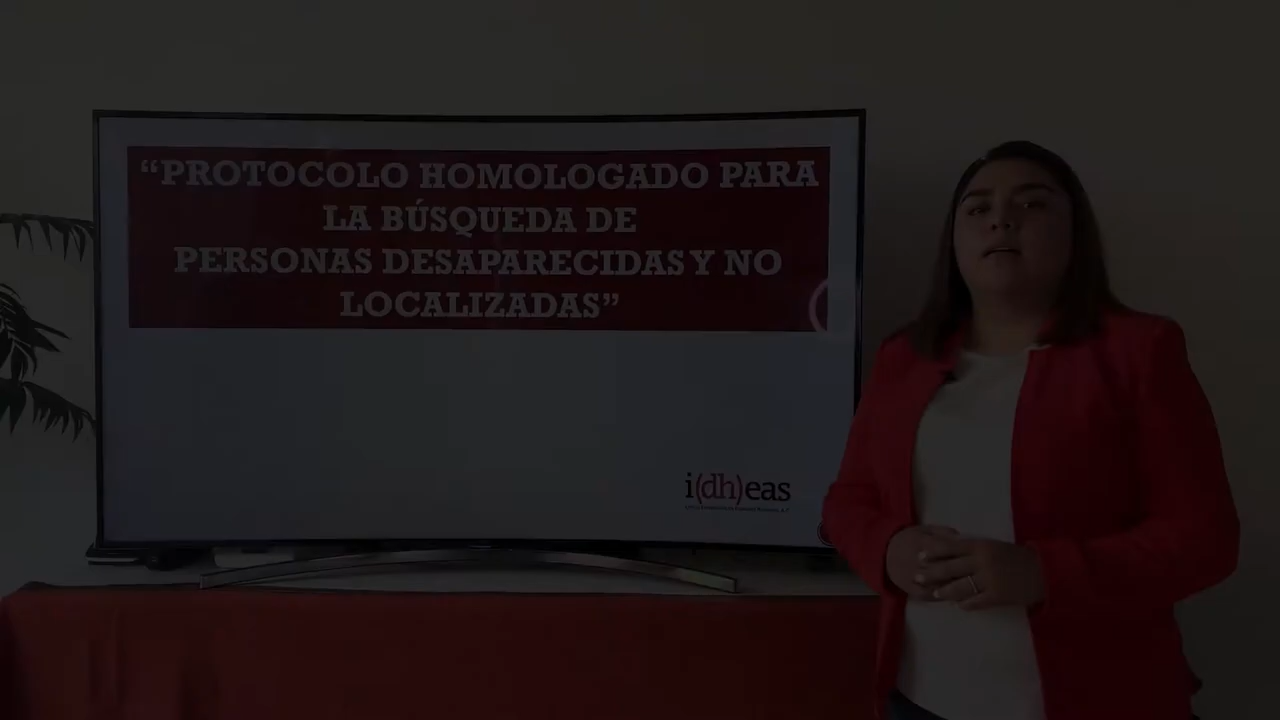 “PROTOCOLO HOMOLOGADO PARA
LA BÚSQUEDA DE
PERSONAS DESAPARECIDAS Y NO
LOCALIZADAS”
i(dh)eas